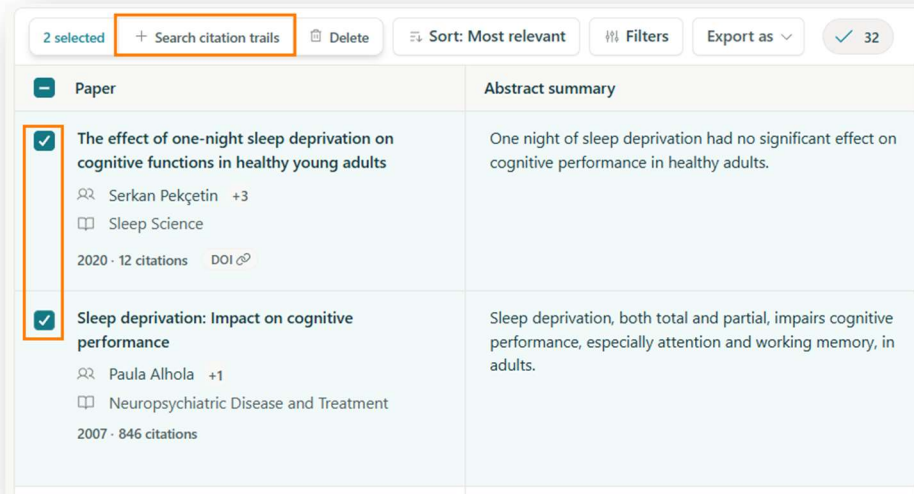 2 selected + Search citation trails Delete Sort: Most relevant Filters Export as 32
Paper Abstract summary
The effect of one-night sleep deprivation on
cognitive functions in healthy young adults
Serkan Pekçetin +3
Sleep Science
2020 · 12 citations DOI
One night of sleep deprivation had no significant effect on
cognitive performance in healthy adults.
Sleep deprivation: Impact on cognitive
performance
Paula Alhola +1
Neuropsychiatric Disease and Treatment
2007 · 846 citations
Sleep deprivation, both total and partial, impairs cognitive
performance, especially attention and working memory, in
adults.